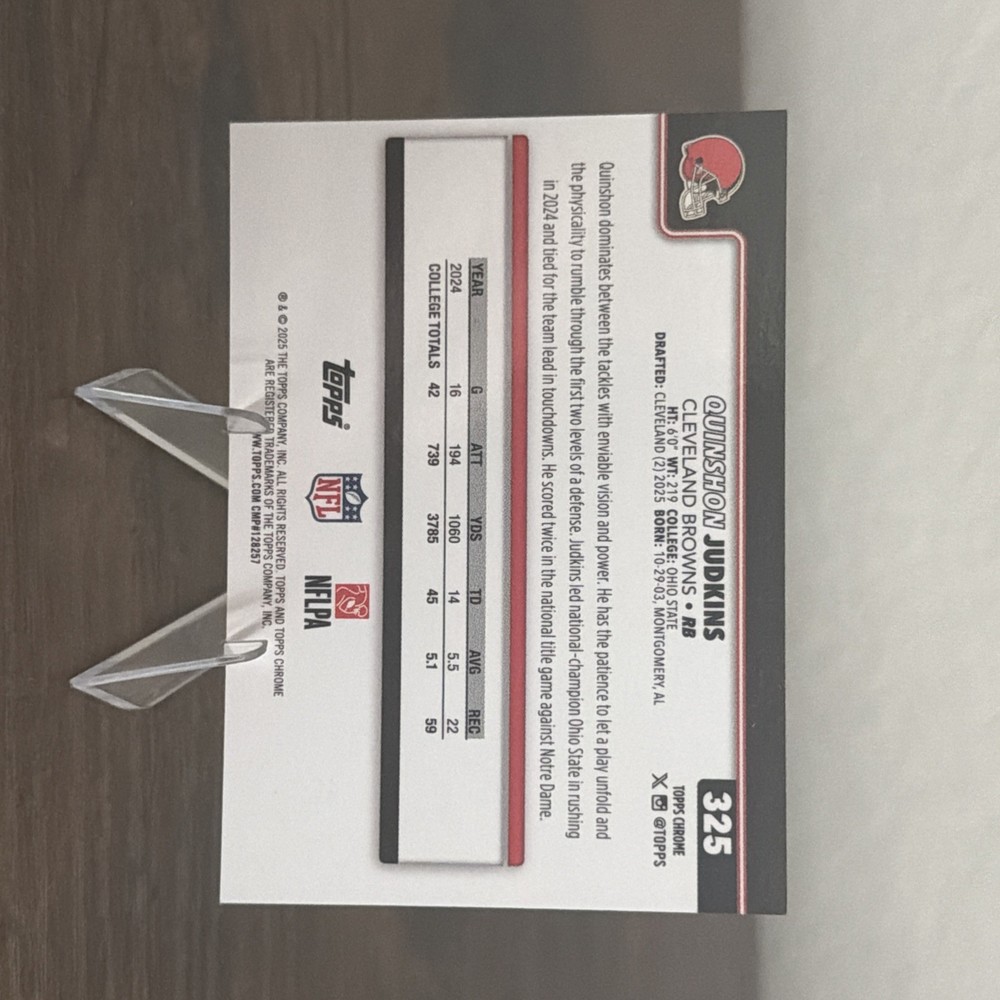 325
QUINSHON JUDKINS
CLEVELAND BROWNS • RB
HT: 6'0" WT: 219 COLLEGE: OHIO STATE
DRAFTED: CLEVELAND (2) 2025 BORN: 10-29-03, MONTGOMERY, AL
TOPPS CHROME
@TOPPS
Quinshon dominates between the tackles with enviable vision and power. He has the patience to let a play unfold and
the physicality to rumble through the first two levels of a defense. Judkins led national-champion Ohio State in rushing
in 2024 and tied for the team lead in touchdowns. He scored twice in the national title game against Notre Dame.
YEAR G ATT YDS TD AVG REC
2024 16 194 1060 14 5.5 22
COLLEGE TOTALS 42 739 3785 45 5.1 59
topps NFL NFLPA
® & © 2025 THE TOPPS COMPANY, INC. ALL RIGHTS RESERVED. TOPPS AND TOPPS CHROME
ARE REGISTERED TRADEMARKS OF THE TOPPS COMPANY, INC.
WW.TOPPS.COM CMP#128257